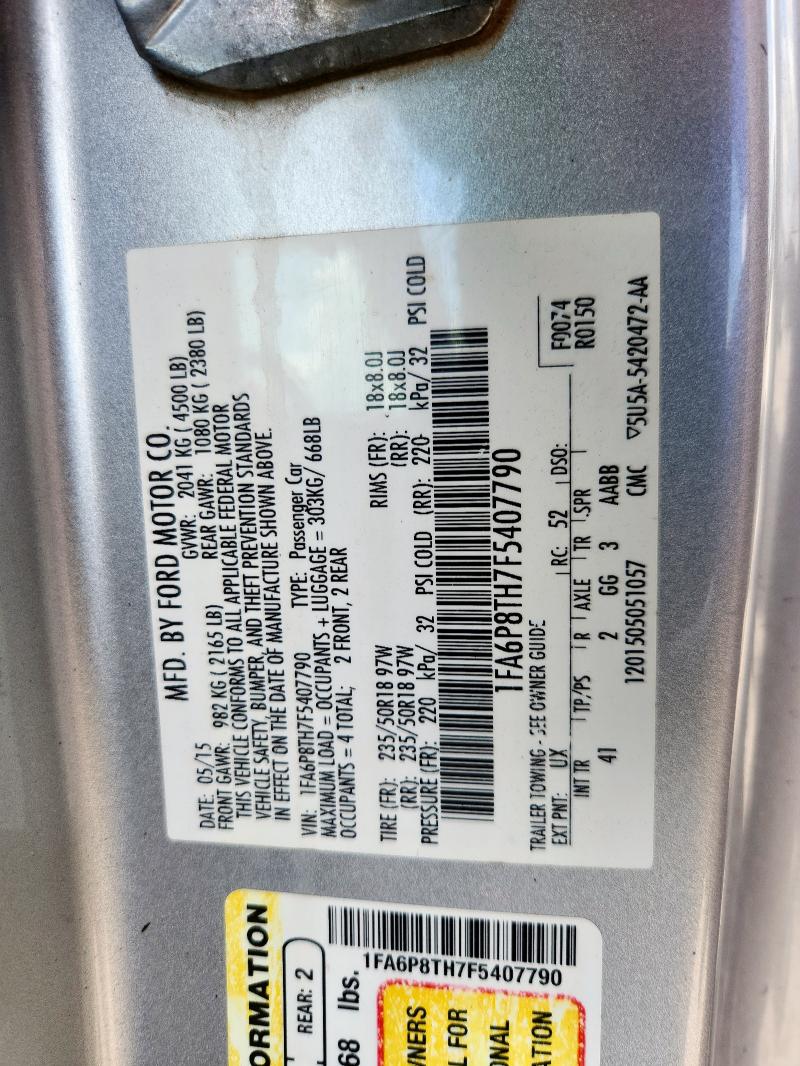 MFD. BY FORD MOTOR CO.
DATE: 05/15 GVWR: 2041 KG ( 4500 LB)
FRONT GAWR: 982 KG ( 2165 LB) REAR GAWR: 1080 KG ( 2380 LB)
THIS VEHICLE CONFORMS TO ALL APPLICABLE FEDERAL MOTOR
VEHICLE SAFETY, BUMPER, AND THEFT PREVENTION STANDARDS
IN EFFECT ON THE DATE OF MANUFACTURE SHOWN ABOVE.
VIN: 1FA6P8TH7F5407790 TYPE: Passenger Car
MAXIMUM LOAD = OCCUPANTS + LUGGAGE = 303KG/ 668LB
OCCUPANTS = 4 TOTAL; 2 FRONT, 2 REAR
TIRE (FR): 235/50R18 97W RIMS (FR): 18x8.0J
(RR): 235/50R18 97W (RR): 18x8.0J
PRESSURE (FR): 220 kPa/ 32 PSI COLD (RR): 220 kPa/ 32 PSI COLD
1FA6P8TH7F5407790
TRAILER TOWING - SEE OWNER GUIDE
F0074
R0150
EXT PNT: UX RC: 52 DSO:
INT TR TP/PS R AXLE TR SPR
41 2 GG 3 AABB
1201505051057 CMC ▽5U5A-5420472-AA
ORMATION
REAR: 2
68 lbs.
1FA6P8TH7F5407790
WNERS
L FOR
ONAL
ATION